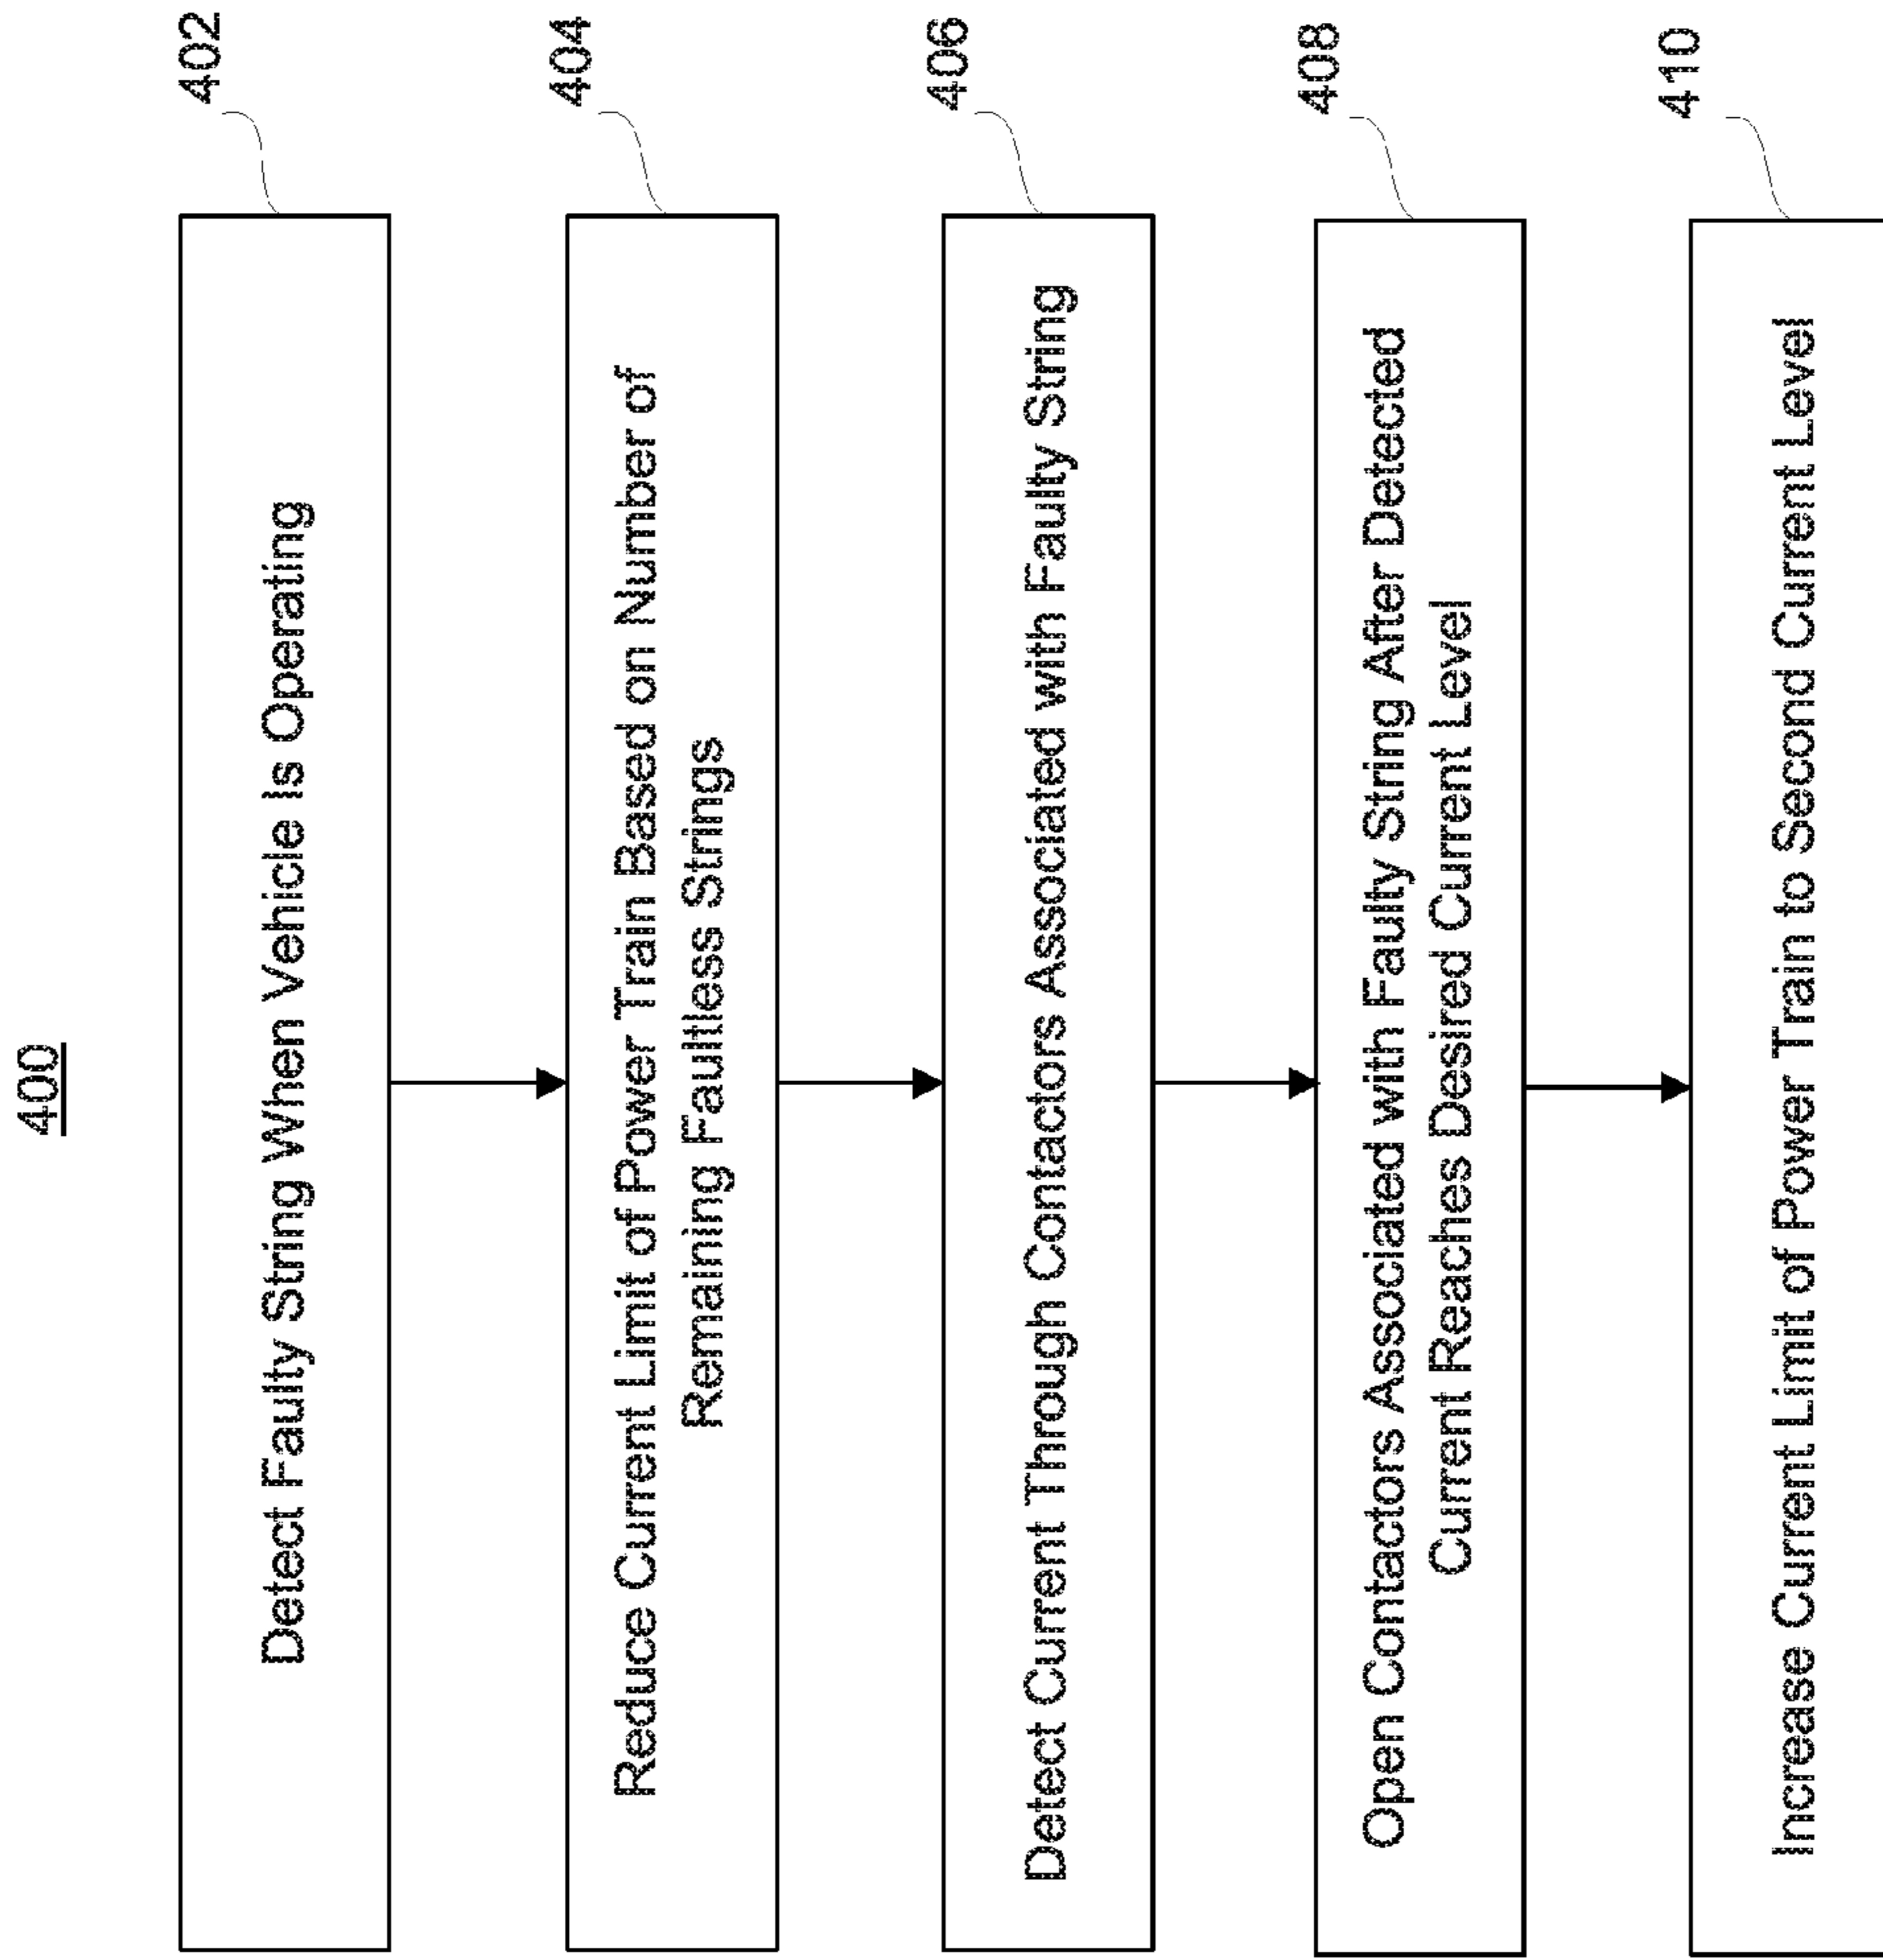 400
402
Detect Faulty String When Vehicle Is Operating
404
Reduce Current Limit of Power Train Based on Number of
Remaining Faultless Strings
406
Detect Current Through Contactors Associated with Faulty String
408
Open Contactors Associated with Faulty String After Detected
Current Reaches Desired Current Level
410
Increase Current Limit of Power Train to Second Current Level